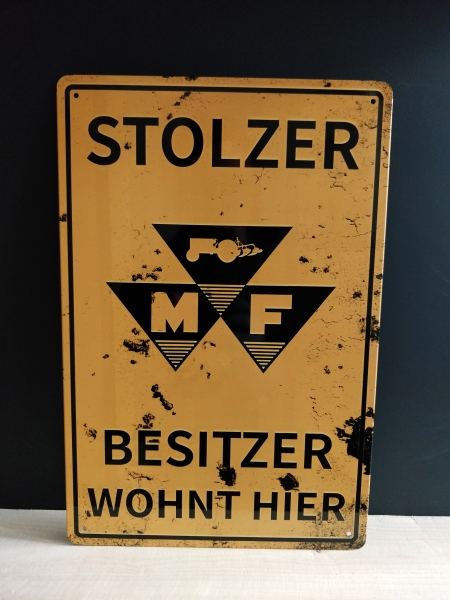 STOLZER
M F
BESITZER
WOHNT HIER